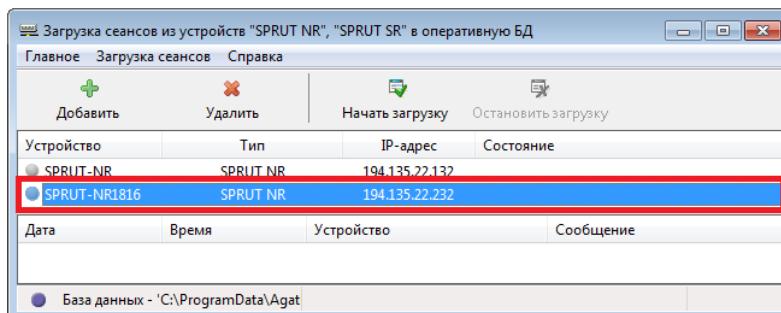 Загрузка сеансов из устройств "SPRUT NR", "SPRUT SR" в оперативную БД
Главное Загрузка сеансов Справка
Добавить Удалить Начать загрузку Остановить загрузку
Устройство Тип IP-адрес Состояние
SPRUT-NR SPRUT NR 194.135.22.132
SPRUT-NR1816 SPRUT NR 194.135.22.232
Дата Время Устройство Сообщение
База данных - 'C:\ProgramData\Agat